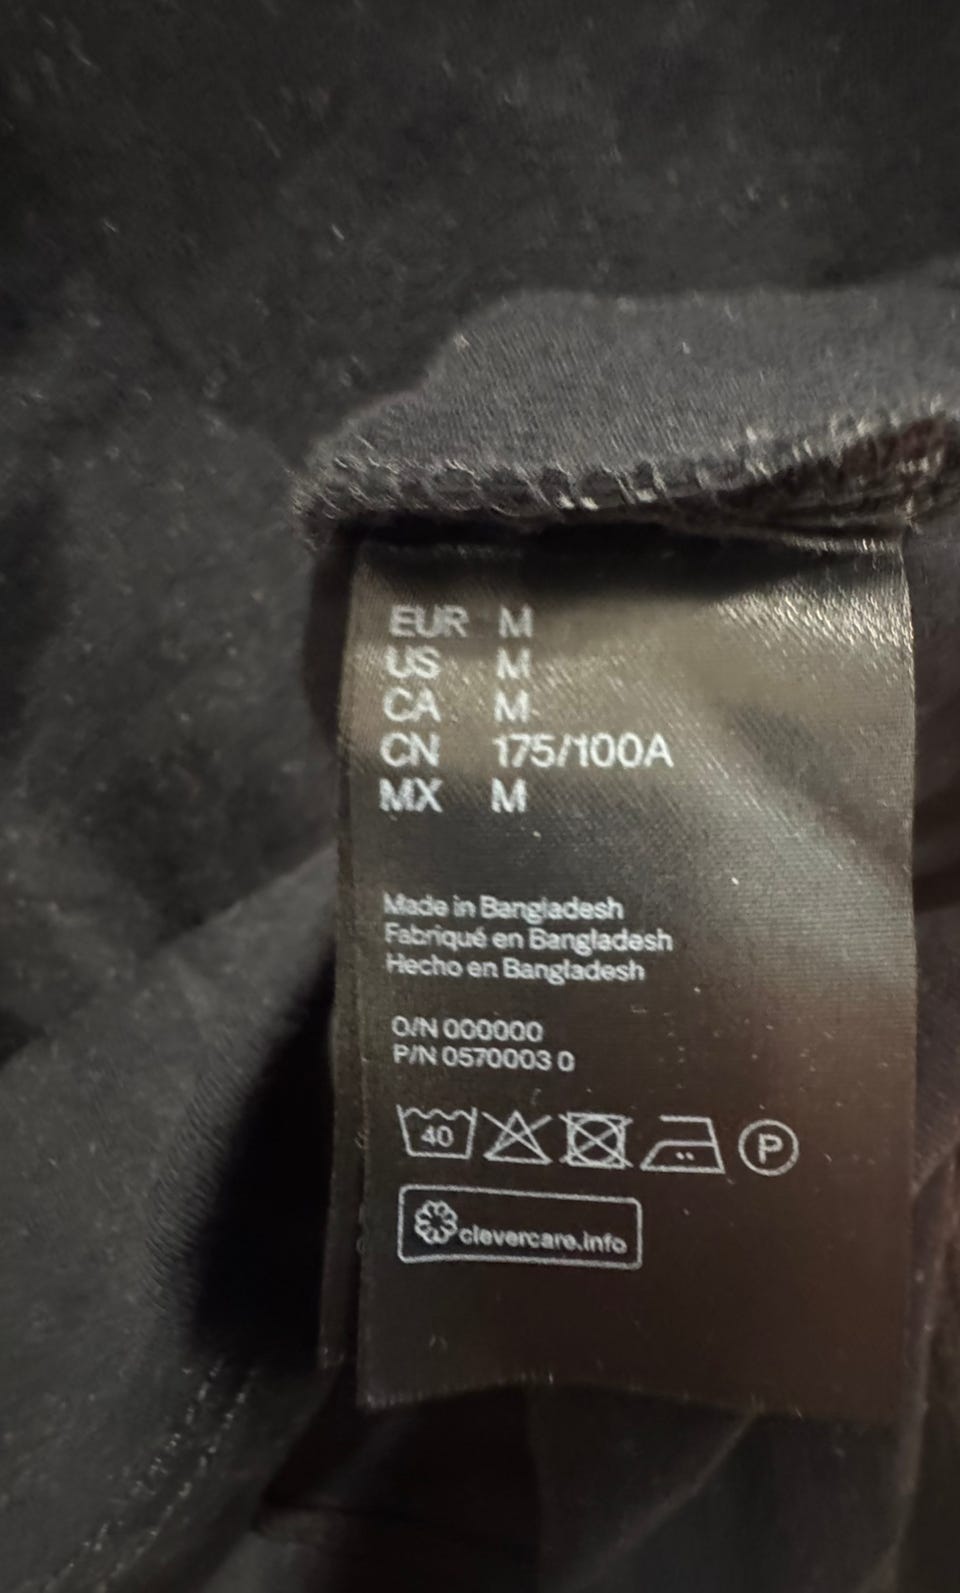 EUR M
US M
CA M
CN 175/100A
MX M
Made in Bangladesh
Fabriqué en Bangladesh
Hecho en Bangladesh
O/N 000000
P/N 0570003 0
40 P
clevercare.info